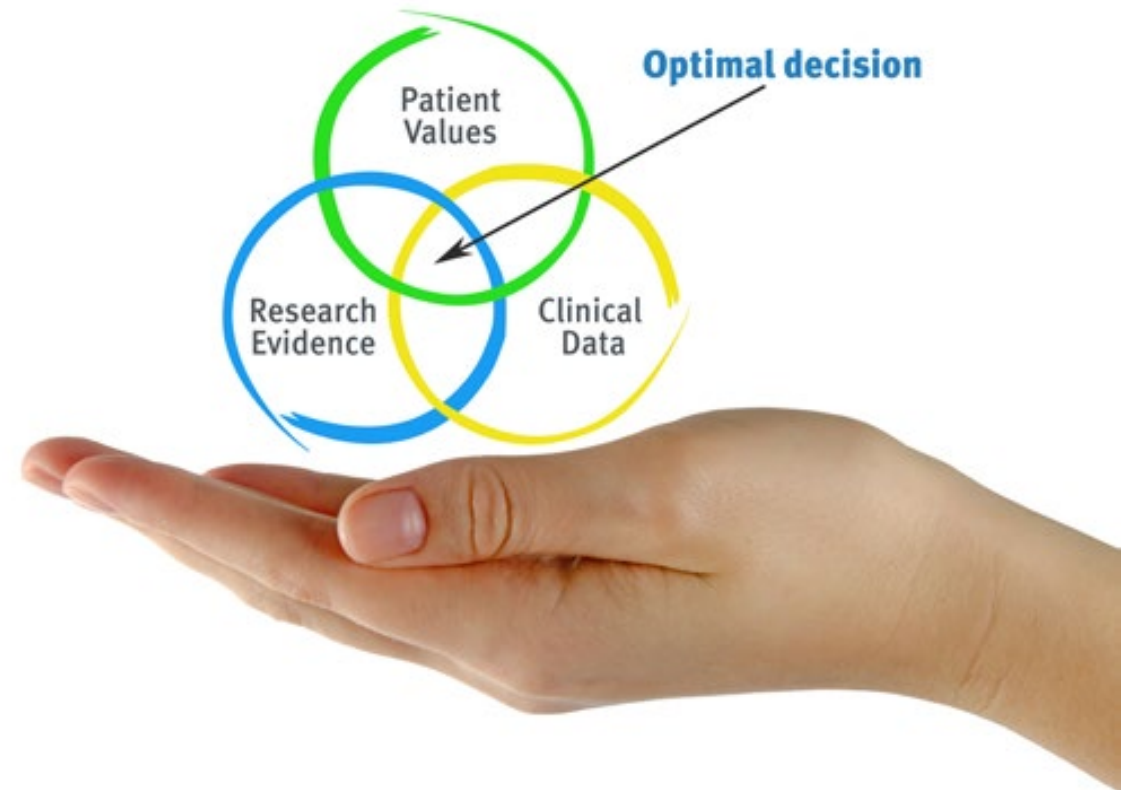 Optimal decision
Patient
Values
Research
Evidence
Clinical
Data